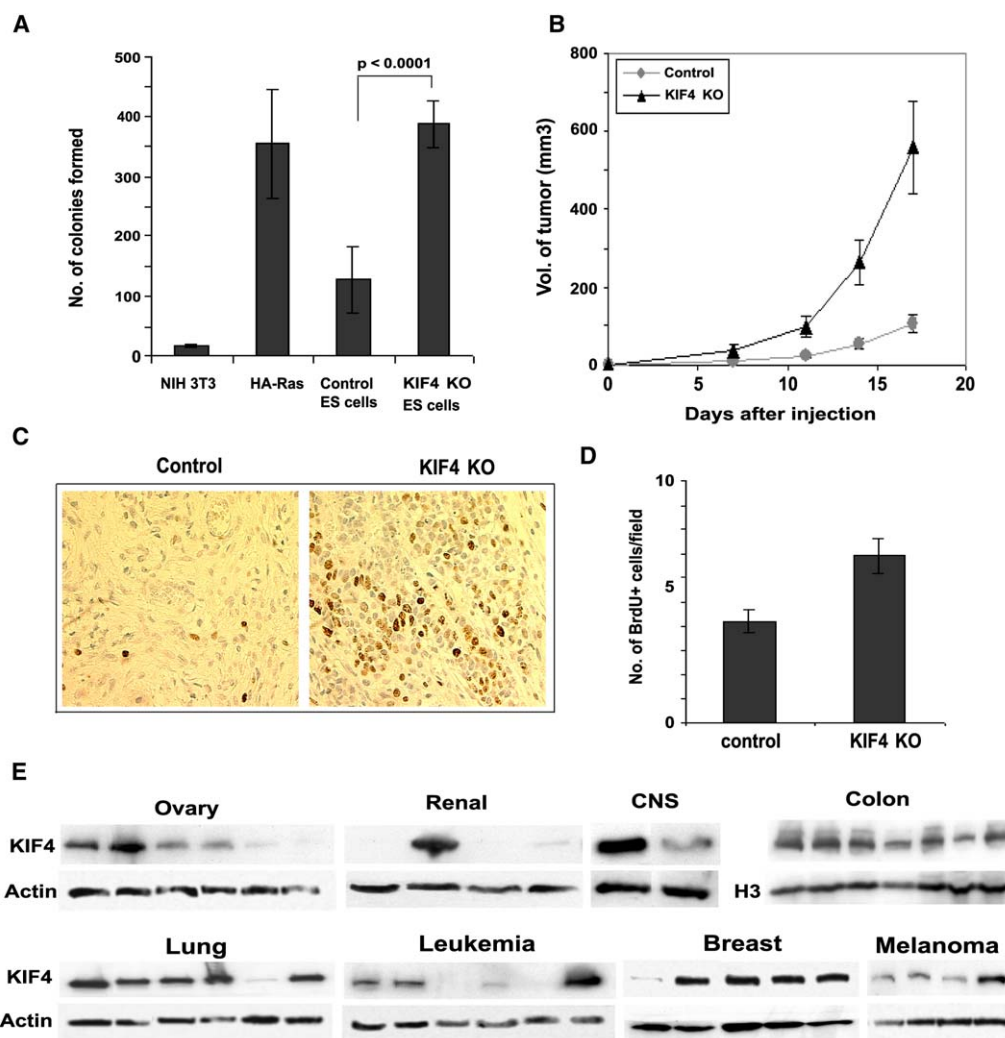 A
No. of colonies formed
500
400
300
200
100
0
p < 0.0001
NIH 3T3
HA-Ras
Control
ES cells
KIF4 KO
ES cells
B
Vol. of tumor (mm3)
800
600
400
200
0
Control
KIF4 KO
0
5
10
15
20
Days after injection
C
Control
KIF4 KO
D
No. of BrdU+ cells/field
10
5
0
control
KIF4 KO
E
Ovary
Renal
CNS
Colon
KIF4
Actin
H3
Lung
Leukemia
Breast
Melanoma
KIF4
Actin